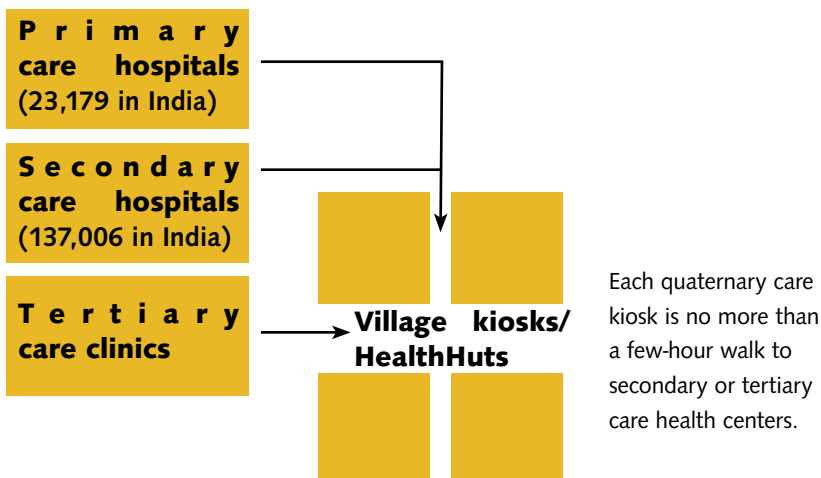 Primary
care hospitals
(23,179 in India)
Secondary
care hospitals
(137,006 in India)
Tertiary
care clinics
Village kiosks/
HealthHuts
Each quaternary care
kiosk is no more than
a few-hour walk to
secondary or tertiary
care health centers.